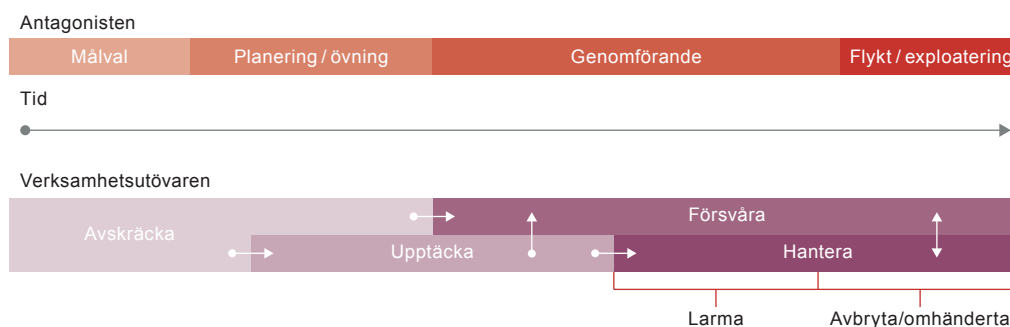 Antagonisten
Målval Planering / övning Genomförande Flykt / exploatering
Tid
Verksamhetsutövaren
Avskräcka Försvåra
Upptäcka Hantera
Larma Avbryta/omhänderta